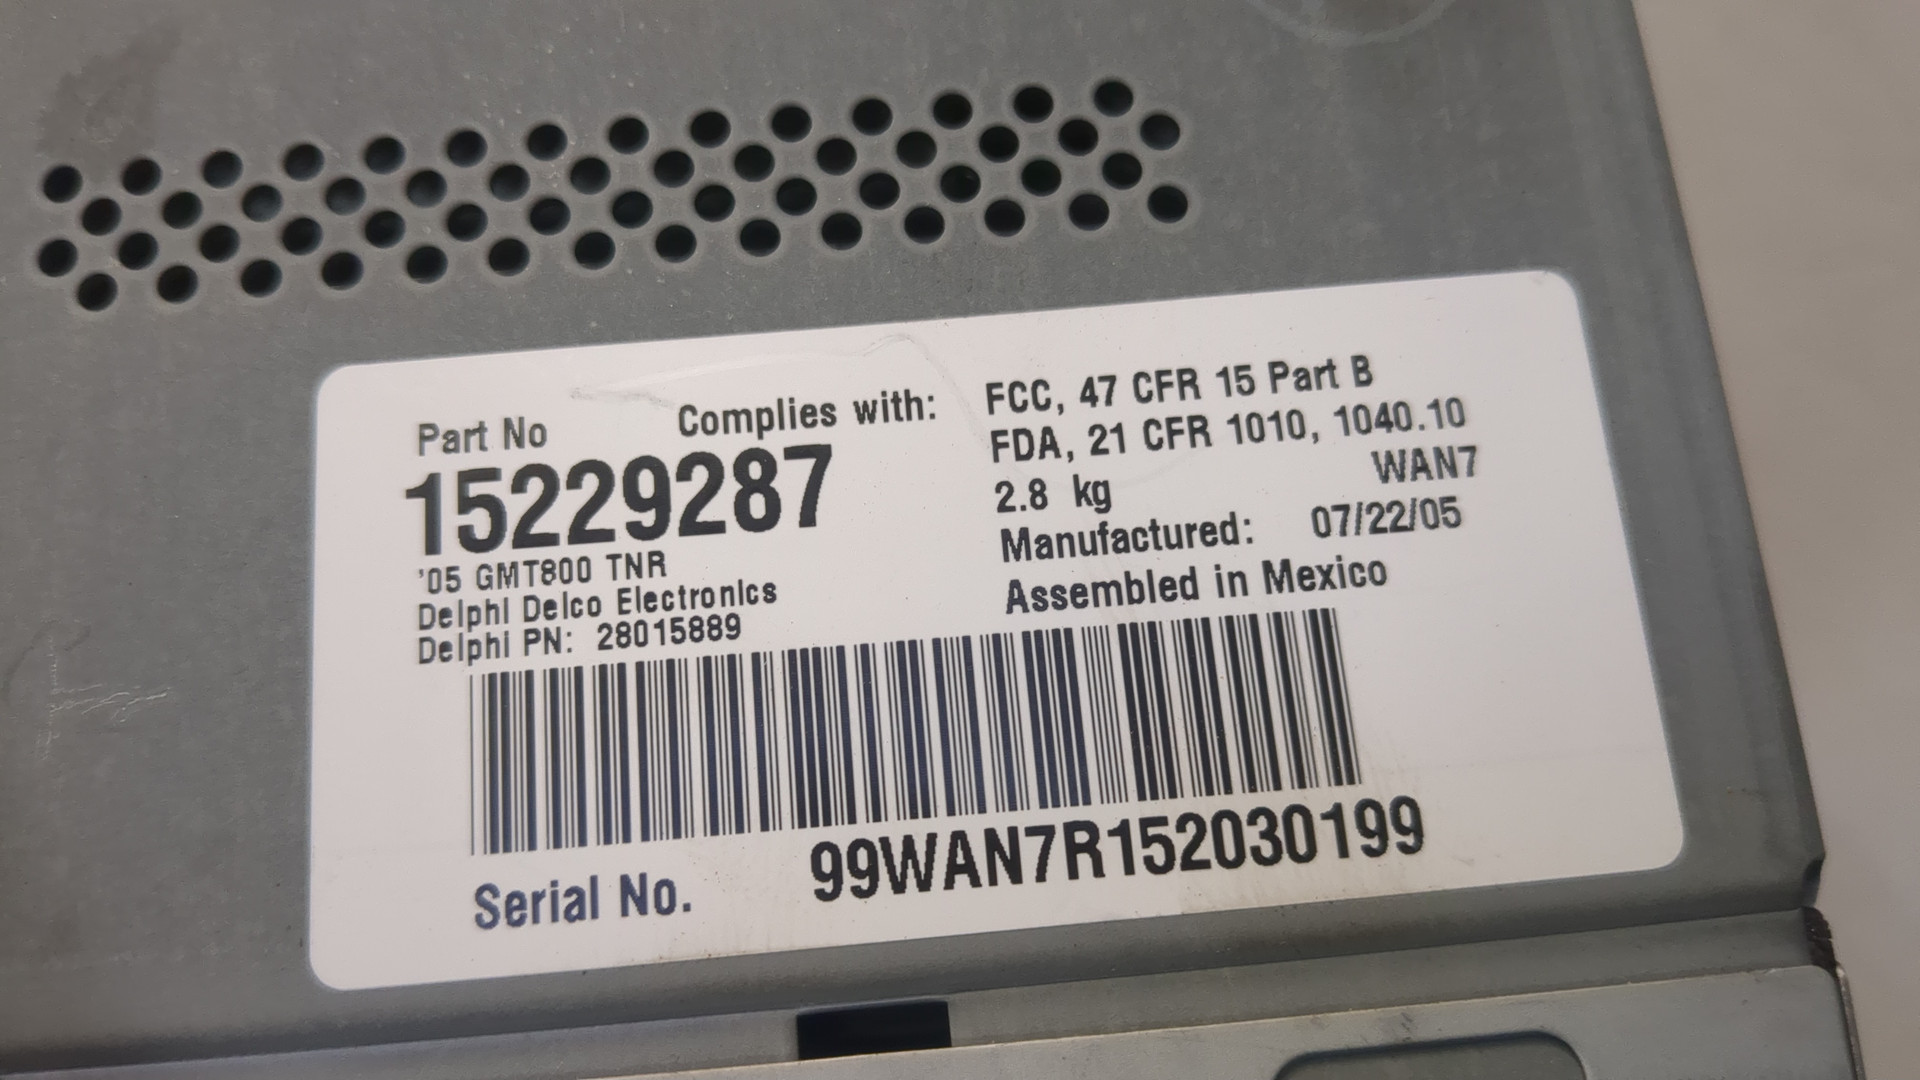 Part No
15229287
'05 GMT800 TNR
Delphi Delco Electronics
Delphi PN: 28015889
Complies with: FCC, 47 CFR 15 Part B
FDA, 21 CFR 1010, 1040.10
2.8 kg WAN7
Manufactured: 07/22/05
Assembled in Mexico
Serial No. 99WAN7R152030199